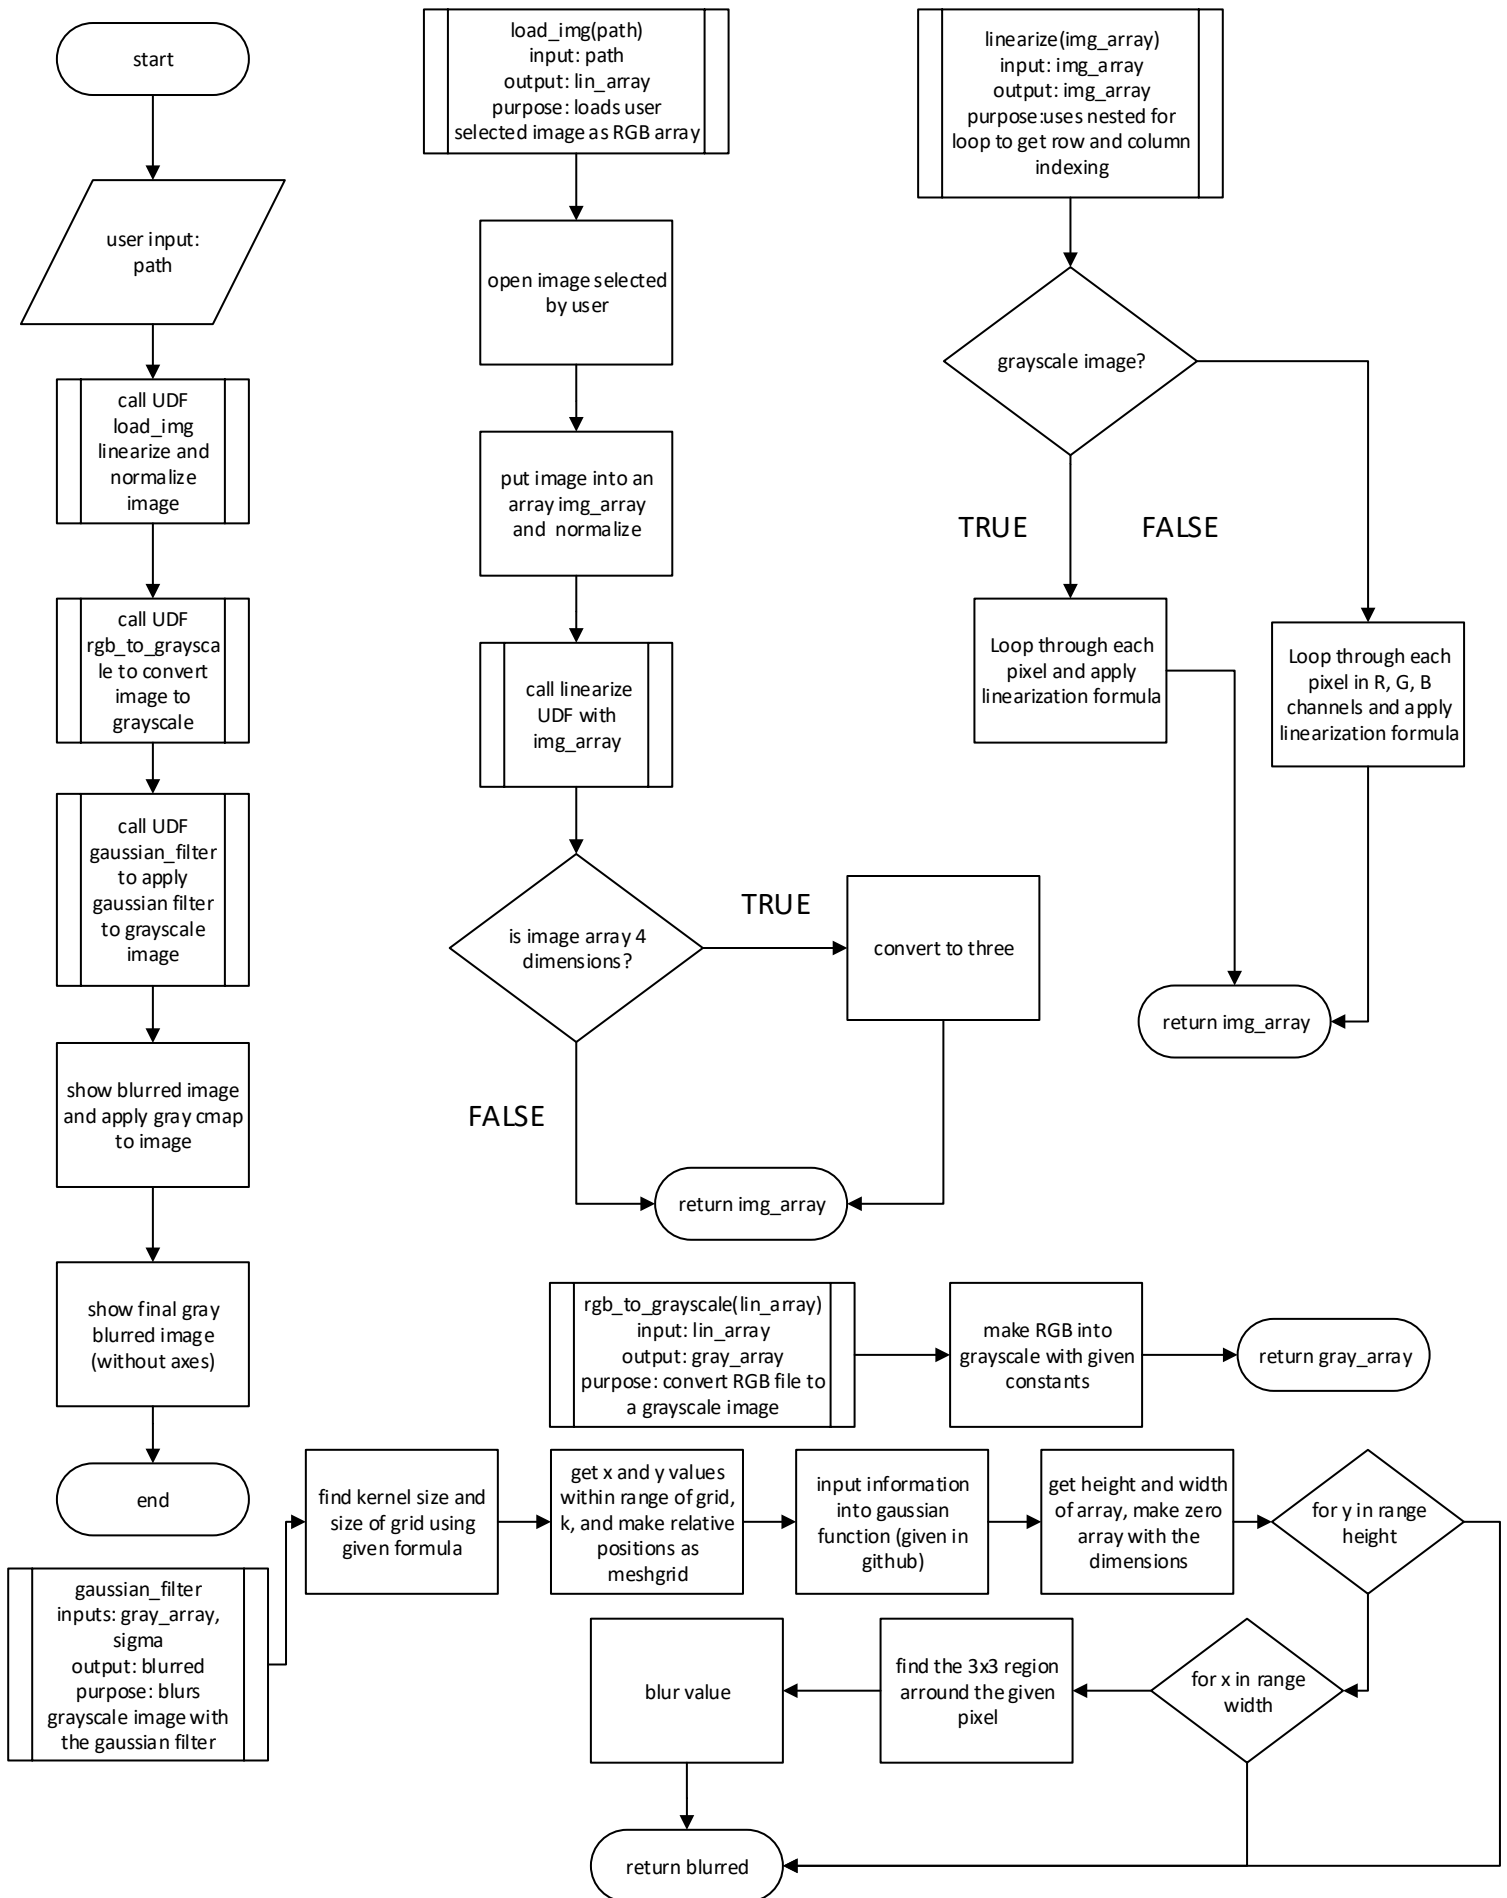 start
user input:
path
call UDF
load_img
linearize and
normalize
image
call UDF
rgb_to_graysca
le to convert
image to
grayscale
call UDF
gaussian_filter
to apply
gaussian filter
to grayscale
image
show blurred image
and apply gray cmap
to image
show final gray
blurred image
(without axes)
end
load_img(path)
input: path
output: lin_array
purpose: loads user
selected image as RGB array
open image selected
by user
put image into an
array img_array
and normalize
call linearize
UDF with
img_array
is image array 4
dimensions?
TRUE
convert to three
FALSE
return img_array
linearize(img_array)
input: img_array
output: img_array
purpose:uses nested for
loop to get row and column
indexing
grayscale image?
TRUE
FALSE
Loop through each
pixel and apply
linearization formula
Loop through each
pixel in R, G, B
channels and apply
linearization formula
return img_array
rgb_to_grayscale(lin_array)
input: lin_array
output: gray_array
purpose: convert RGB file to
a grayscale image
make RGB into
grayscale with given
constants
return gray_array
gaussian_filter
inputs: gray_array,
sigma
output: blurred
purpose: blurs
grayscale image with
the gaussian filter
find kernel size and
size of grid using
given formula
get x and y values
within range of grid,
k, and make relative
positions as
meshgrid
input information
into gaussian
function (given in
github)
get height and width
of array, make zero
array with the
dimensions
for y in range
height
for x in range
width
find the 3x3 region
arround the given
pixel
blur value
return blurred